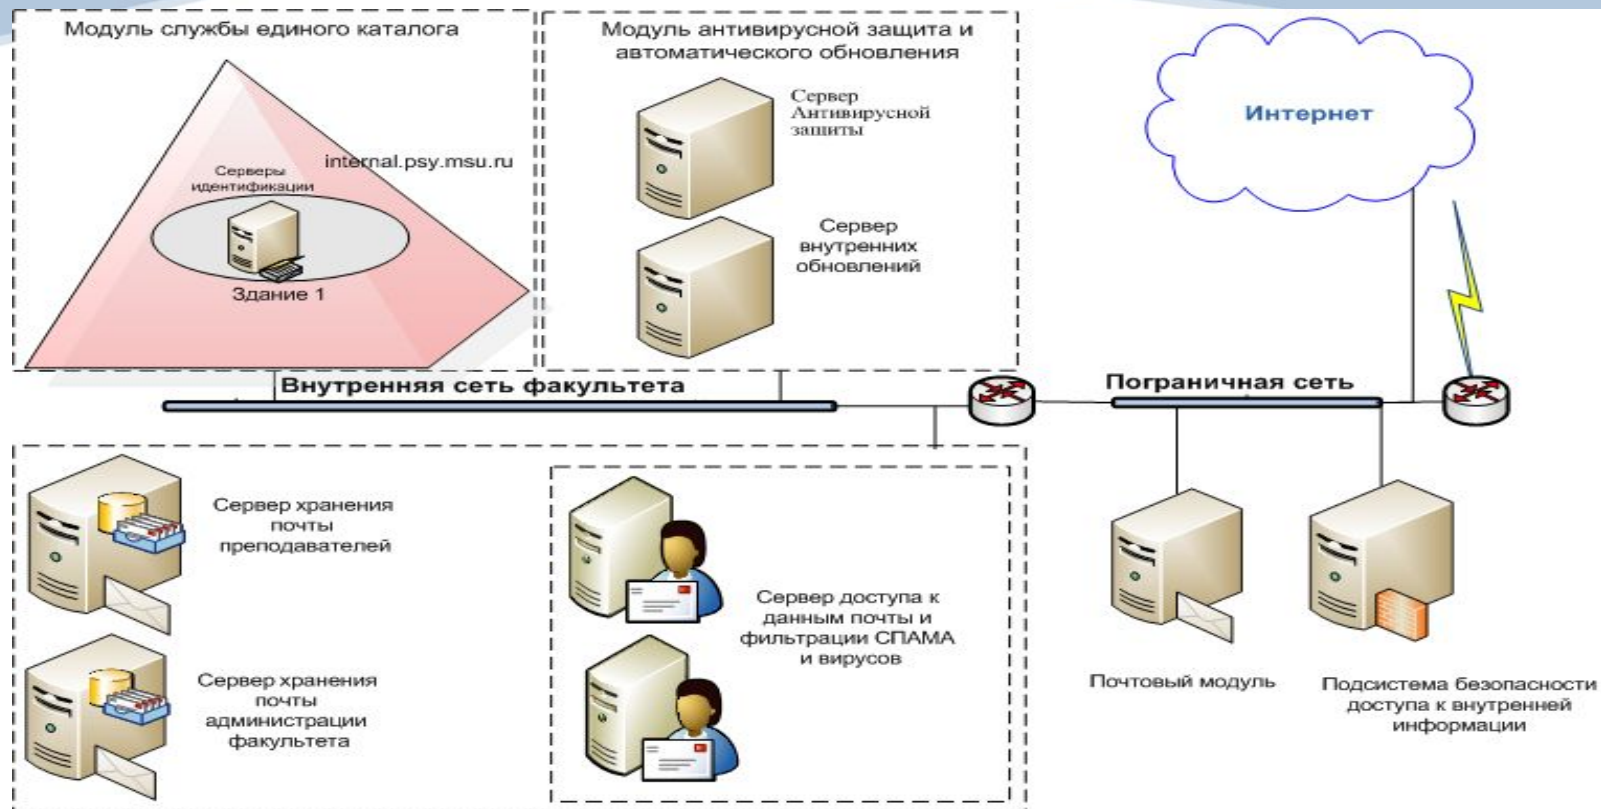 Модуль службы единого каталога
internal.psy.msu.ru
Серверы
идентификации
Здание 1
Модуль антивирусной защита и
автоматического обновления
Сервер
Антивирусной
защиты
Сервер
внутренних
обновлений
Интернет
Внутренняя сеть факультета
Пограничная сеть
Сервер хранения
почты
преподавателей
Сервер хранения
почты
администрации
факультета
Сервер доступа к
данным почты и
фильтрации СПАМА
и вирусов
Почтовый модуль
Подсистема безопасности
доступа к внутренней
информации